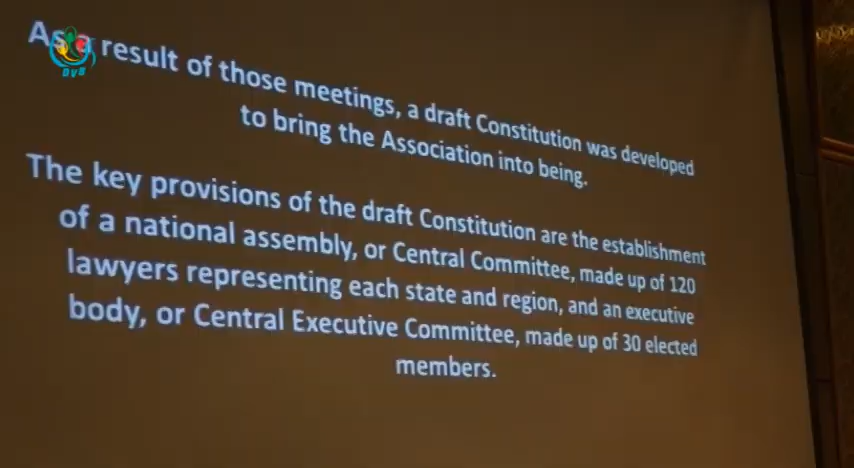 As a result of those meetings, a draft Constitution was developed
to bring the Association into being.
The key provisions of the draft Constitution are the establishment
of a national assembly, or Central Committee, made up of 120
lawyers representing each state and region, and an executive
body, or Central Executive Committee, made up of 30 elected
members.
DVB